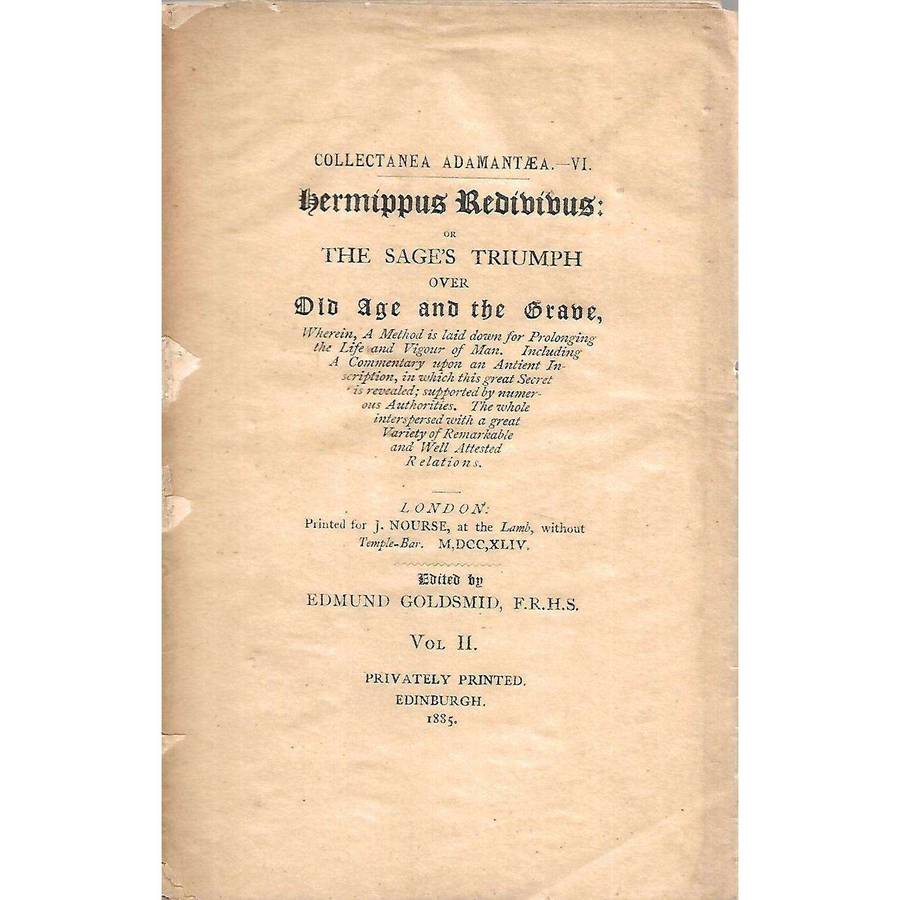 COLLECTANEA ADAMANTÆA.—VI.
Hermippus Redivivus:
OR
THE SAGE'S TRIUMPH
OVER
Old Age and the Grave,
Wherein, A Method is laid down for Prolonging
the Life and Vigour of Man. Including
A Commentary upon an Antient In-
scription, in which this great Secret
is revealed; supported by numer-
ous Authorities. The whole
interspersed with a great
Variety of Remarkable
and Well Attested
Relations.
LONDON:
Printed for J. NOURSE, at the Lamb, without
Temple-Bar. M,DCC,XLIV.
Edited by
EDMUND GOLDSMID, F.R.H.S.
VOL II.
PRIVATELY PRINTED.
EDINBURGH.
1885.